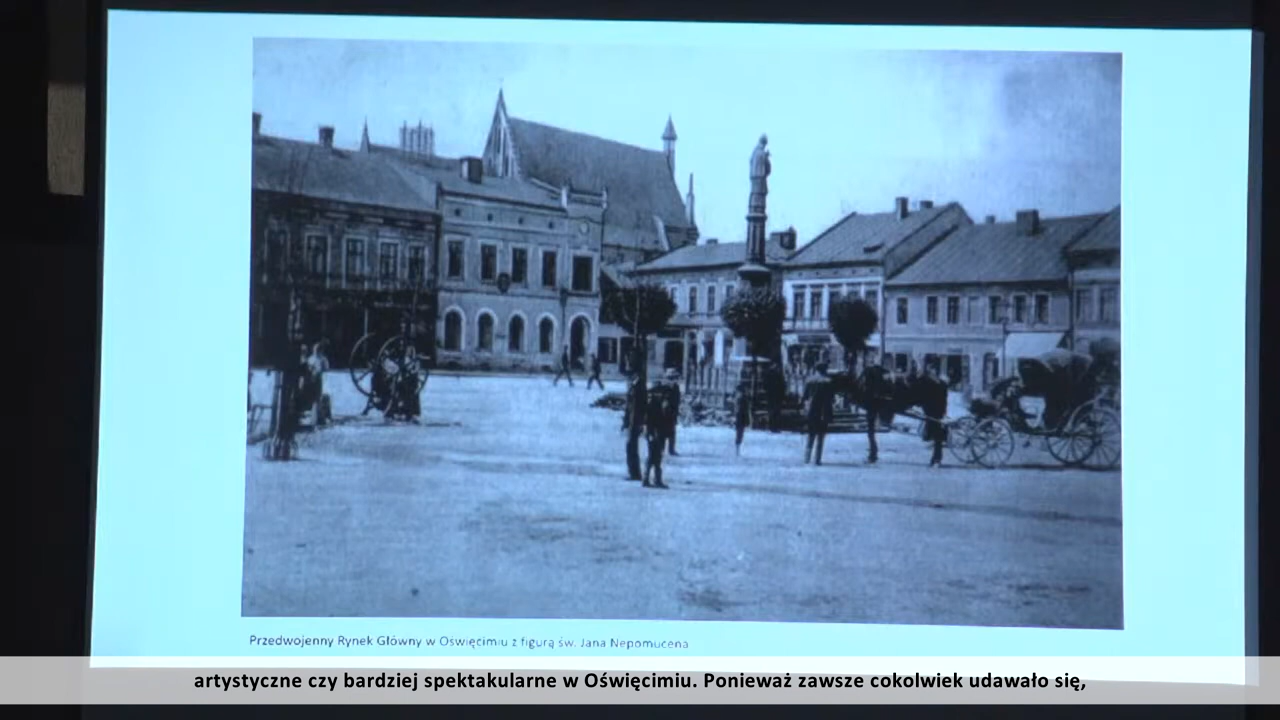 Przedwojenny Rynek Główny w Oświęcimiu z figurą św. Jana Nepomucena
artystyczne czy bardziej spektakularne w Oświęcimiu. Ponieważ zawsze cokolwiek udawało się,